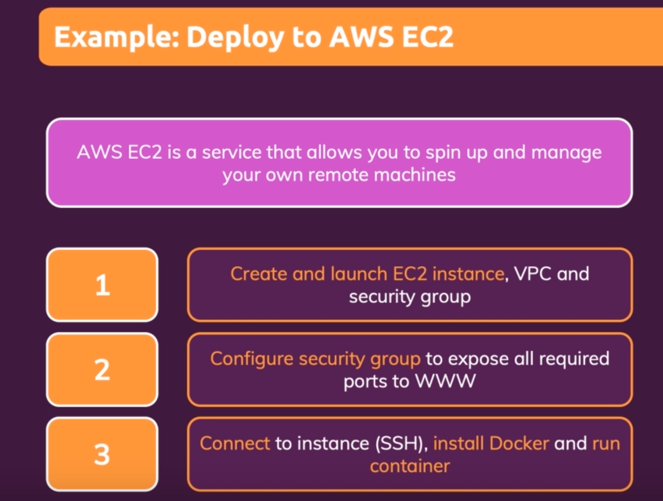 Example: Deploy to AWS EC2
AWS EC2 is a service that allows you to spin up and manage
your own remote machines
1
Create and launch EC2 instance, VPC and
security group
2
Configure security group to expose all required
ports to WWW
3
Connect to instance (SSH), install Docker and run
container